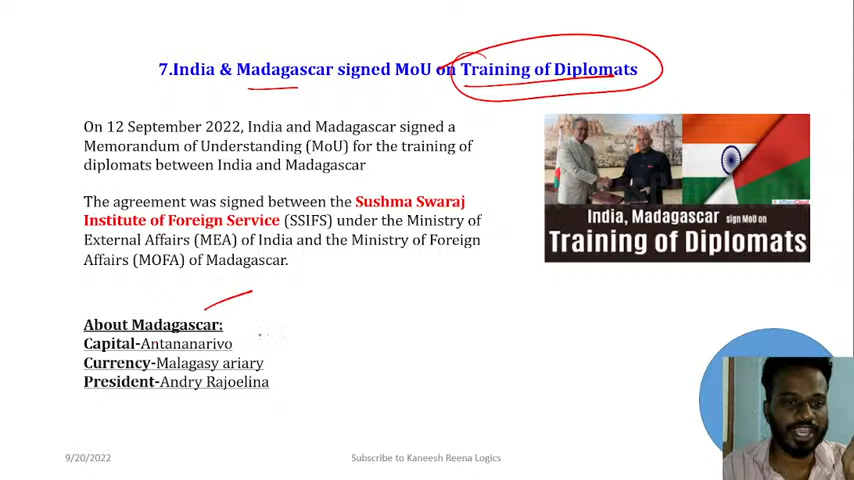 7.India & Madagascar signed MoU on Training of Diplomats
On 12 September 2022, India and Madagascar signed a
Memorandum of Understanding (MoU) for the training of
diplomats between India and Madagascar
The agreement was signed between the Sushma Swaraj
Institute of Foreign Service (SSIFS) under the Ministry of
External Affairs (MEA) of India and the Ministry of Foreign
Affairs (MOFA) of Madagascar.
India, Madagascar sign MoU on
Training of Diplomats
About Madagascar:
Capital-Antananarivo
Currency-Malagasy ariary
President-Andry Rajoelina
9/20/2022
Subscribe to Kaneesh Reena Logics